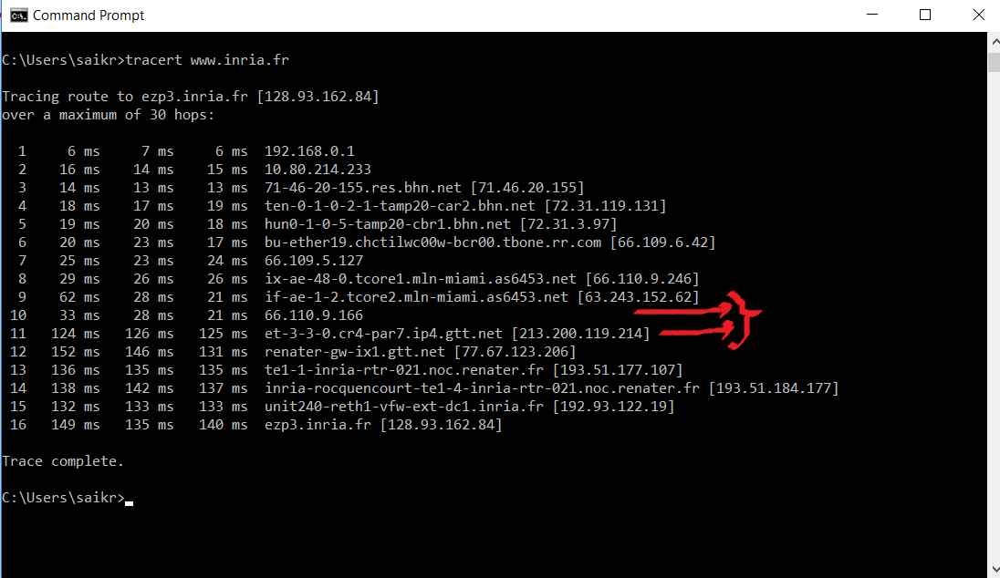 Command Prompt
C:\Users\saikr>tracert www.inria.fr
Tracing route to ezp3.inria.fr [128.93.162.84]
over a maximum of 30 hops:
1 6 ms 7 ms 6 ms 192.168.0.1
2 16 ms 14 ms 15 ms 10.80.214.233
3 14 ms 13 ms 13 ms 71-46-20-155.res.bhn.net [71.46.20.155]
4 18 ms 17 ms 19 ms ten-0-1-0-2-1-tamp20-car2.bhn.net [72.31.119.131]
5 19 ms 20 ms 18 ms hun0-1-0-5-tamp20-cbr1.bhn.net [72.31.3.97]
6 20 ms 23 ms 17 ms bu-ether19.chctilwc00w-bcr00.tbone.rr.com [66.109.6.42]
7 25 ms 23 ms 24 ms 66.109.5.127
8 29 ms 26 ms 26 ms ix-ae-48-0.tcore1.mln-miami.as6453.net [66.110.9.246]
9 62 ms 28 ms 21 ms if-ae-1-2.tcore2.mln-miami.as6453.net [63.243.152.62]
10 33 ms 28 ms 21 ms 66.110.9.166
11 124 ms 126 ms 125 ms et-3-3-0.cr4-par7.ip4.gtt.net [213.200.119.214]
12 152 ms 146 ms 131 ms renater-gw-ix1.gtt.net [77.67.123.206]
13 136 ms 135 ms 135 ms te1-1-inria-rtr-021.noc.renater.fr [193.51.177.107]
14 138 ms 142 ms 137 ms inria-rocquencourt-te1-4-inria-rtr-021.noc.renater.fr [193.51.184.177]
15 132 ms 133 ms 133 ms unit240-reth1-vfw-ext-dc1.inria.fr [192.93.122.19]
16 149 ms 135 ms 140 ms ezp3.inria.fr [128.93.162.84]
Trace complete.
C:\Users\saikr>